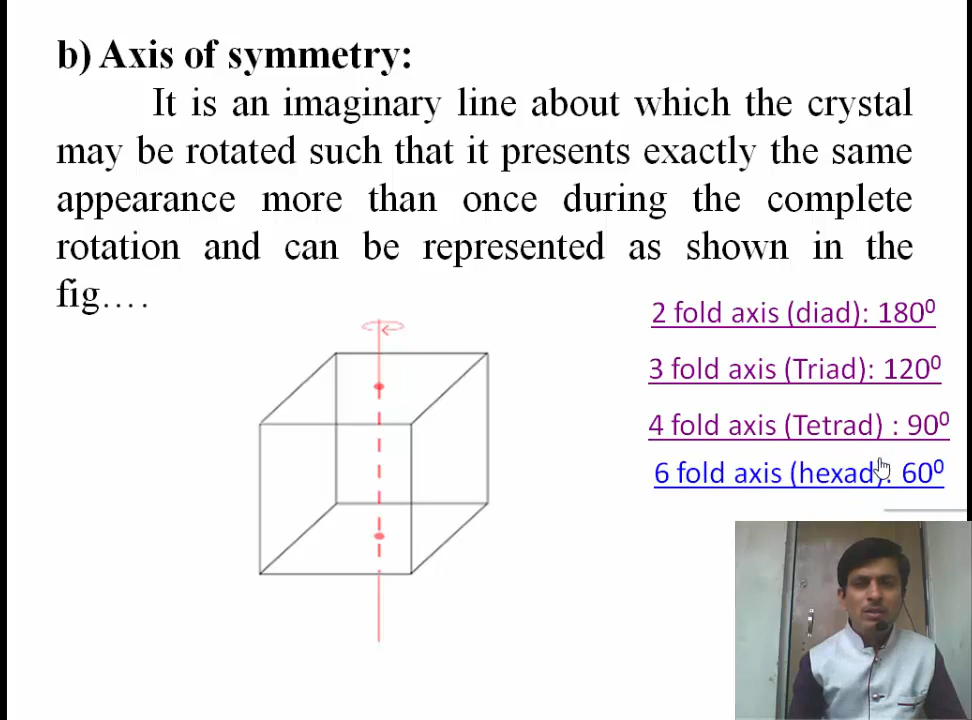 b) Axis of symmetry:
It is an imaginary line about which the crystal
may be rotated such that it presents exactly the same
appearance more than once during the complete
rotation and can be represented as shown in the
fig….
2 fold axis (diad): 180⁰
3 fold axis (Triad): 120⁰
4 fold axis (Tetrad) : 90⁰
6 fold axis (hexad): 60⁰